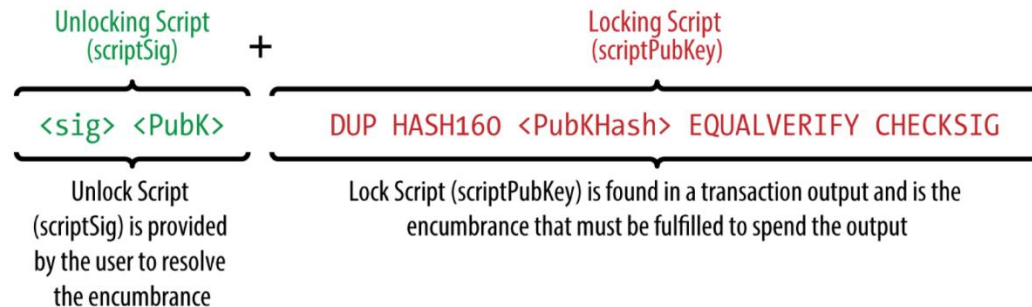 Unlocking Script
(scriptSig)
+
Locking Script
(scriptPubKey)
<sig> <PubK>
DUP HASH160 <PubKHash> EQUALVERIFY CHECKSIG
Unlock Script
(scriptSig) is provided
by the user to resolve
the encumbrance
Lock Script (scriptPubKey) is found in a transaction output and is the
encumbrance that must be fulfilled to spend the output